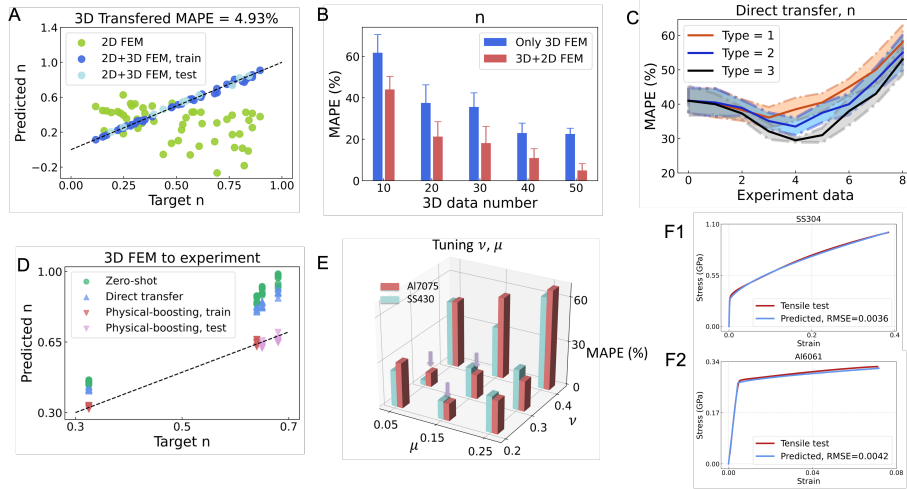 A
3D Transfered MAPE = 4.93%
1.4
1.0
0.6
0.2
−0.2
Predicted n
2D FEM
2D+3D FEM, train
2D+3D FEM, test
0.00
0.25
0.50
0.75
1.00
Target n
B
n
60
40
20
0
MAPE (%)
Only 3D FEM
3D+2D FEM
10
20
30
40
50
3D data number
C
Direct transfer, n
60
50
40
30
20
MAPE (%)
Type = 1
Type = 2
Type = 3
0
2
4
6
8
Experiment data
D
3D FEM to experiment
1.00
0.65
0.30
Predicted n
Zero-shot
Direct transfer
Physical-boosting, train
Physical-boosting, test
0.3
0.5
0.7
Target n
E
Tuning ν, μ
Al7075
SS430
60
30
0
MAPE (%)
0.05
0.15
0.25
μ
0.2
0.3
0.4
ν
F1
SS304
1.10
0.55
0.00
Stress (GPa)
Tensile test
Predicted, RMSE=0.0036
0.0
0.2
0.4
Strain
F2
Al6061
0.34
0.17
0.00
Stress (GPa)
Tensile test
Predicted, RMSE=0.0042
0.00
0.04
0.08
Strain